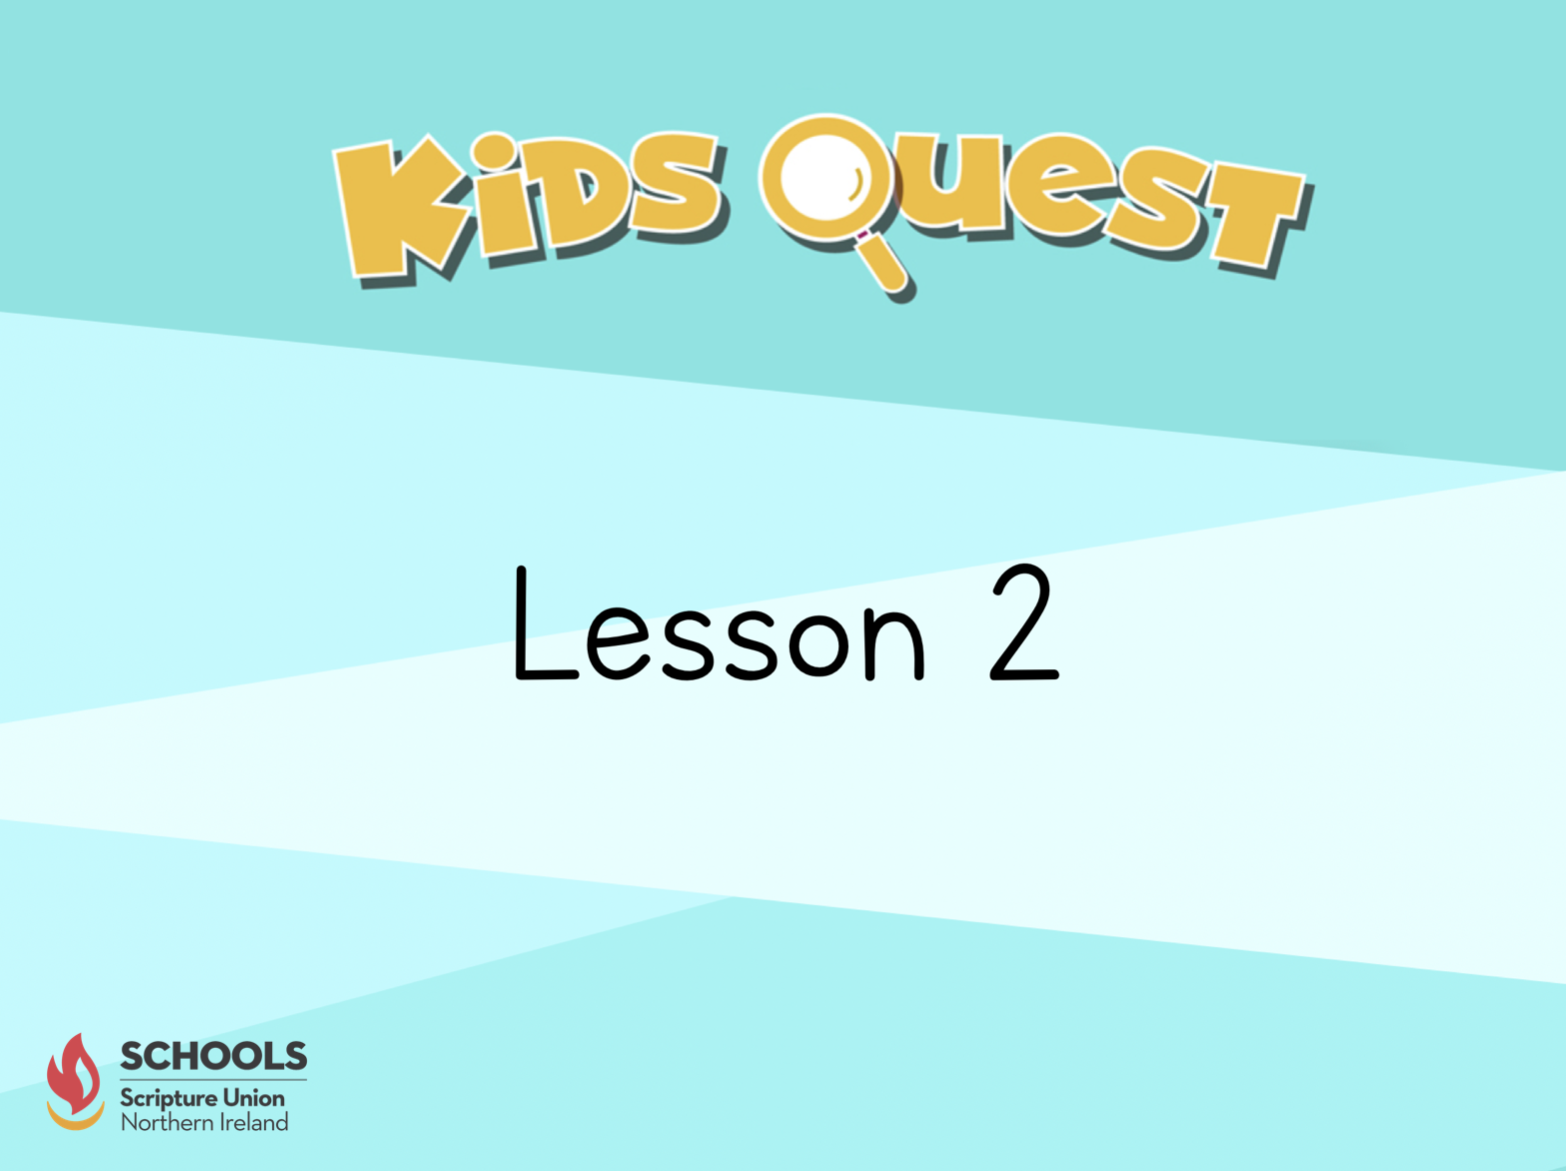 KiDS QUeST
Lesson 2
SCHOOLS
Scripture Union
Northern Ireland